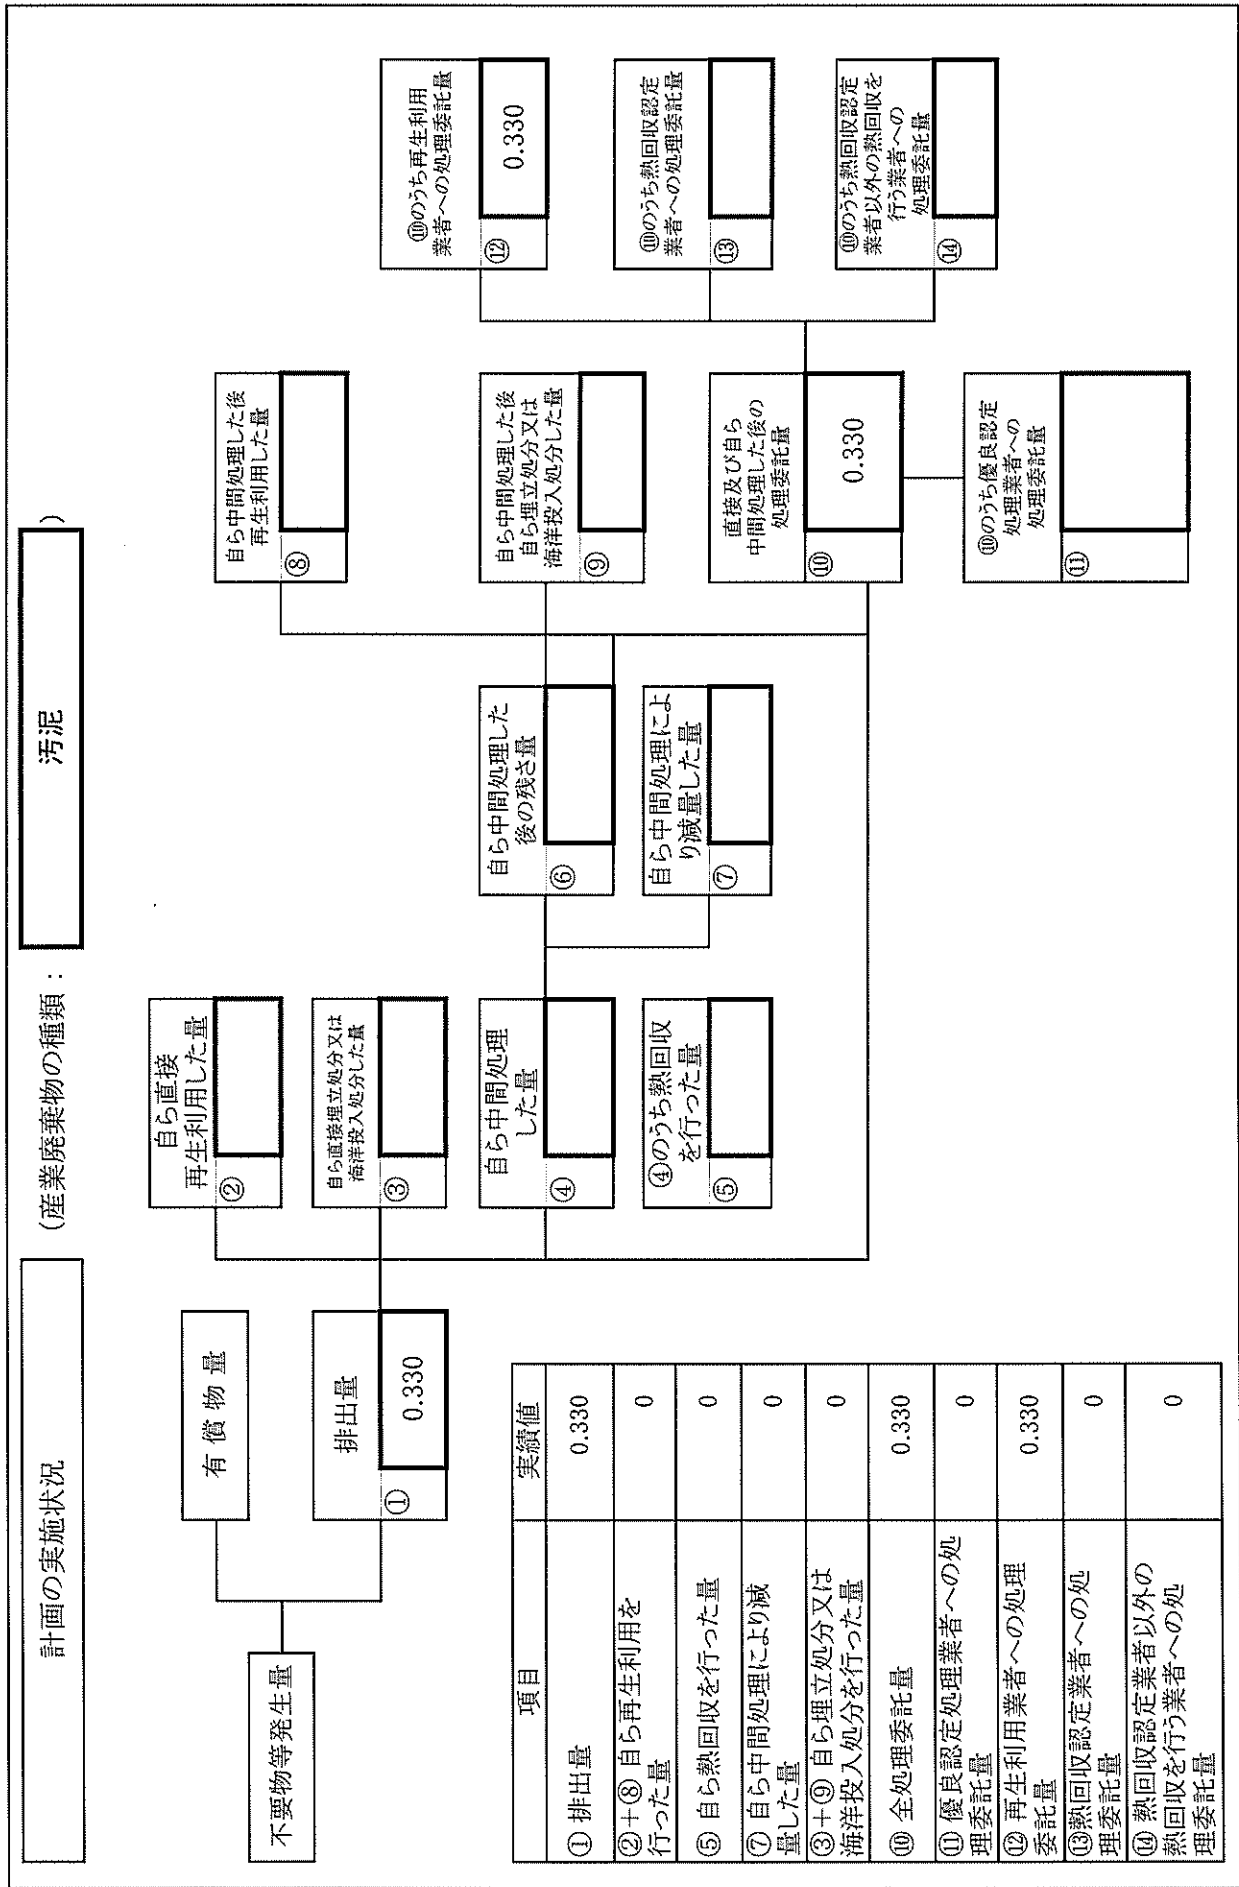 計画の実施状況
(産業廃棄物の種類：
汚泥
)
不要物等発生量
有償物量
排出量
①
0.330
自ら直接
再生利用した量
②
自ら直接埋立処分又は
海洋投入処分した量
③
自ら中間処理
した量
④
④のうち熱回収
を行った量
⑤
自ら中間処理した
後の残さ量
⑥
自ら中間処理によ
り減量した量
⑦
自ら中間処理した後
再生利用した量
⑧
自ら中間処理した後
自ら埋立処分又は
海洋投入処分した量
⑨
直接及び自ら
中間処理した後の
処理委託量
⑩
0.330
⑩のうち優良認定
処理業者への
処理委託量
⑪
⑩のうち再生利用
業者への処理委託量
⑫
0.330
⑩のうち熱回収認定
業者への処理委託量
⑬
⑩のうち熱回収認定
業者以外の熱回収を
行う業者への
処理委託量
⑭
項目 実績値
①排出量 0.330
②+⑧自ら再生利用を
行った量 0
⑤自ら熱回収を行った量 0
⑦自ら中間処理により減
量した量 0
③+⑨自ら埋立処分又は
海洋投入処分を行った量 0
⑩全処理委託量 0.330
⑪優良認定処理業者への処
理委託量 0
⑫再生利用業者への処理
委託量 0.330
⑬熱回収認定業者への処
理委託量 0
⑭熱回収認定業者以外の
熱回収を行う業者への処
理委託量 0